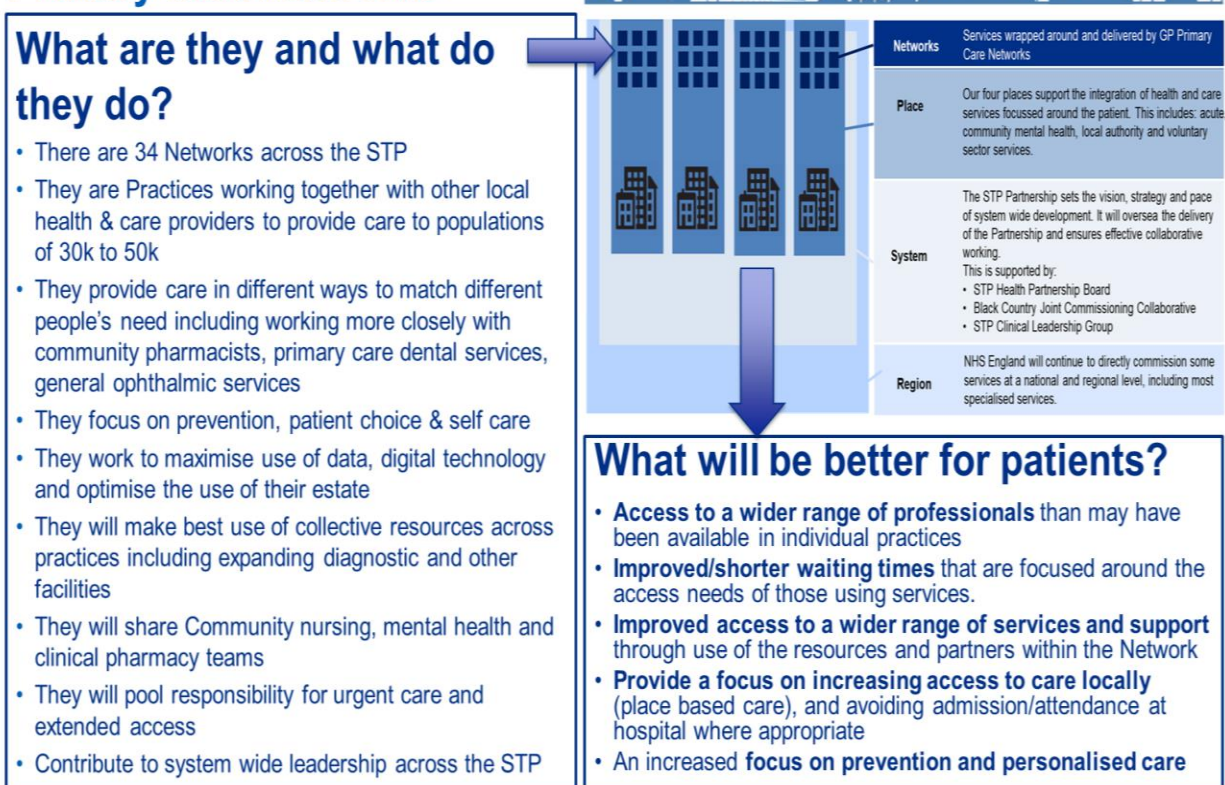 What are they and what do
they do?
• There are 34 Networks across the STP
• They are Practices working together with other local
health & care providers to provide care to populations
of 30k to 50k
• They provide care in different ways to match different
people's need including working more closely with
community pharmacists, primary care dental services,
general ophthalmic services
• They focus on prevention, patient choice & self care
• They work to maximise use of data, digital technology
and optimise the use of their estate
• They will make best use of collective resources across
practices including expanding diagnostic and other
facilities
• They will share Community nursing, mental health and
clinical pharmacy teams
• They will pool responsibility for urgent care and
extended access
• Contribute to system wide leadership across the STP
Networks
Services wrapped around and delivered by GP Primary
Care Networks
Place
Our four places support the integration of health and care
services focussed around the patient. This includes: acute
community mental health, local authority and voluntary
sector services.
System
The STP Partnership sets the vision, strategy and pace
of system wide development. It will oversea the delivery
of the Partnership and ensures effective collaborative
working.
This is supported by:
• STP Health Partnership Board
• Black Country Joint Commissioning Collaborative
• STP Clinical Leadership Group
Region
NHS England will continue to directly commission some
services at a national and regional level, including most
specialised services.
What will be better for patients?
• Access to a wider range of professionals than may have
been available in individual practices
• Improved/shorter waiting times that are focused around the
access needs of those using services.
• Improved access to a wider range of services and support
through use of the resources and partners within the Network
• Provide a focus on increasing access to care locally
(place based care), and avoiding admission/attendance at
hospital where appropriate
• An increased focus on prevention and personalised care